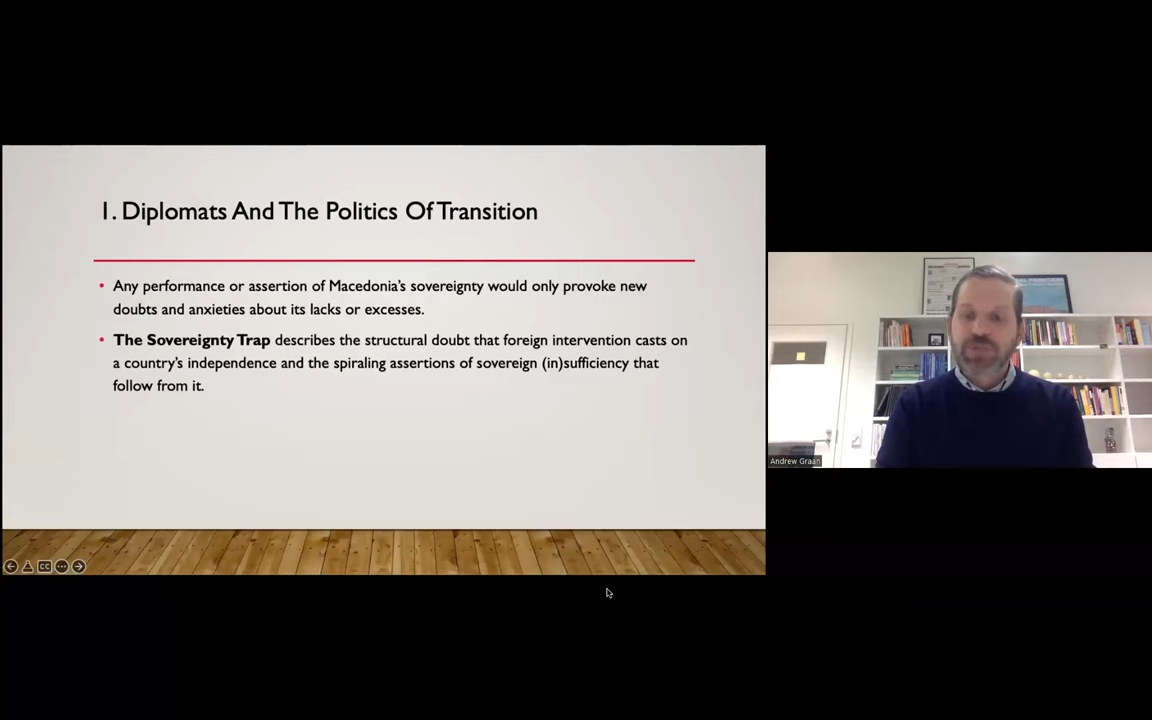 1. Diplomats And The Politics Of Transition
• Any performance or assertion of Macedonia's sovereignty would only provoke new
doubts and anxieties about its lacks or excesses.
• The Sovereignty Trap describes the structural doubt that foreign intervention casts on
a country's independence and the spiraling assertions of sovereign (in)sufficiency that
follow from it.
CC
Andrew Graan